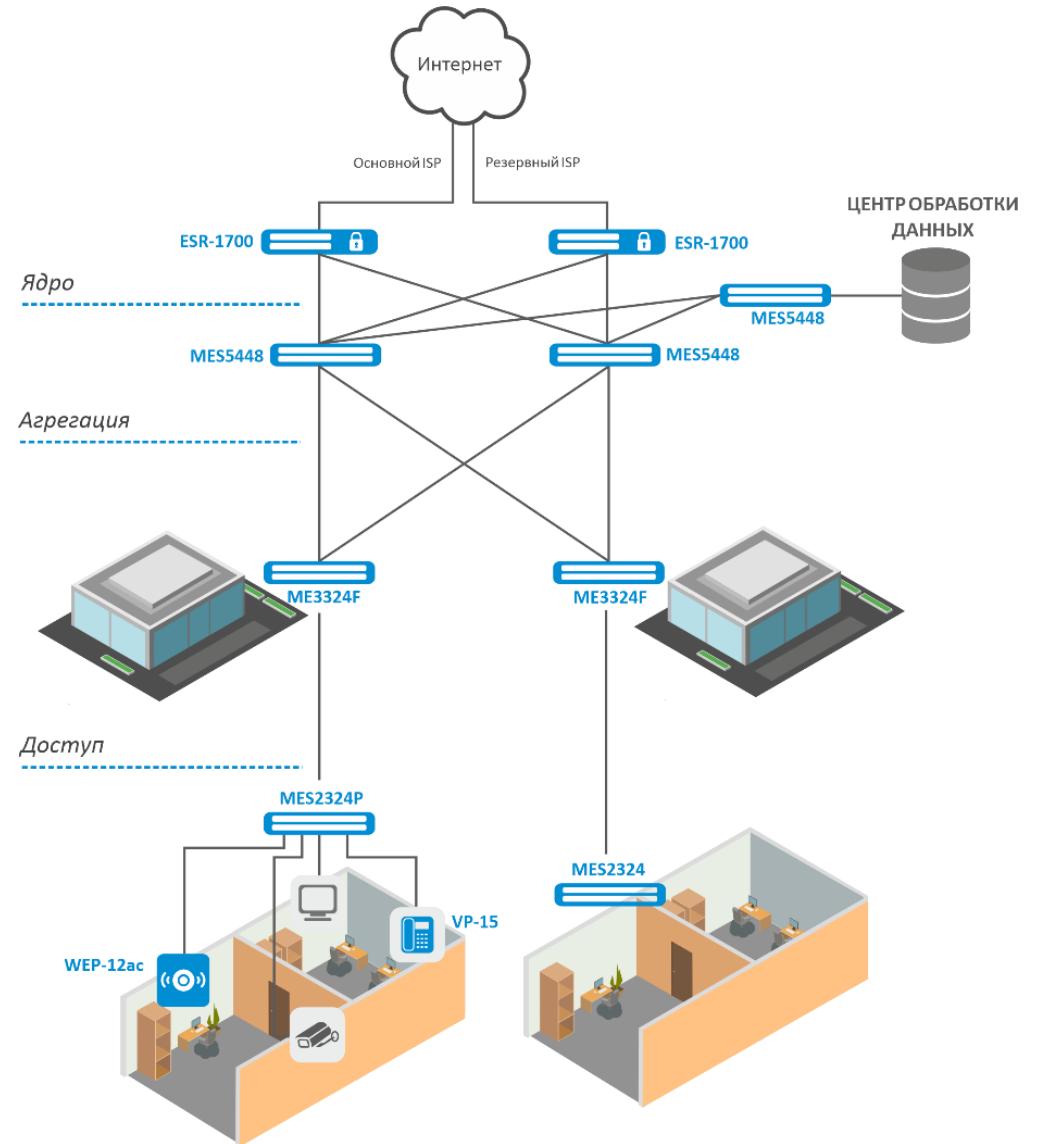 Интернет
Основной ISP
Резервный ISP
ЦЕНТР ОБРАБОТКИ
ДАННЫХ
ESR-1700
ESR-1700
Ядро
MES5448
MES5448
MES5448
Агрегация
ME3324F
ME3324F
Доступ
MES2324P
MES2324
VP-15
WEP-12ac